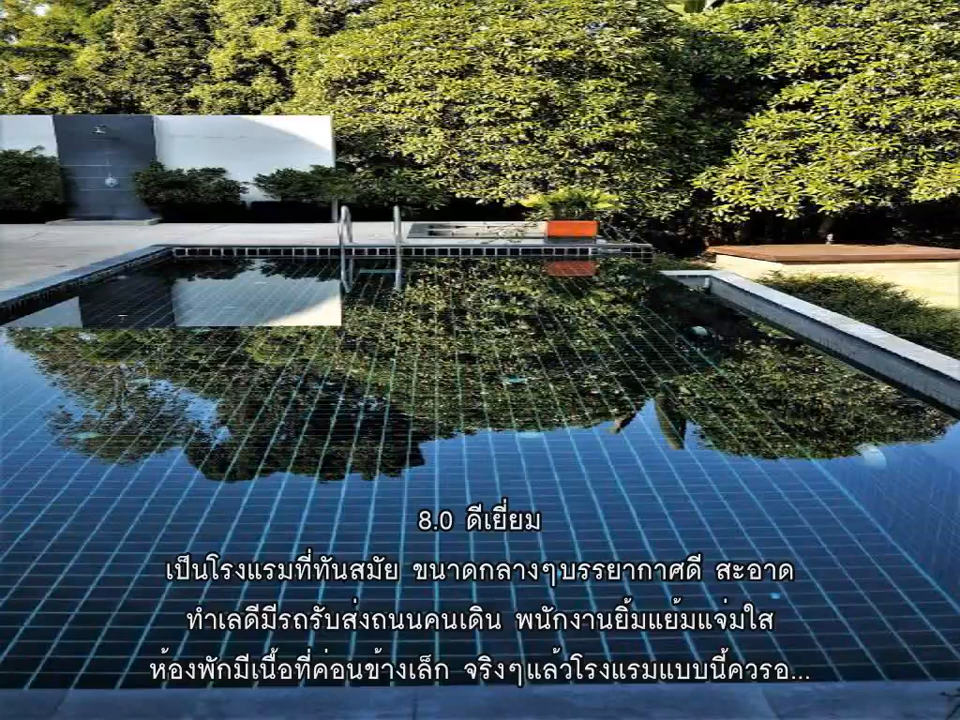 8.0 ดีเยี่ยม
เป็นโรงแรมที่ทันสมัย ขนาดกลางๆบรรยากาศดี สะอาด
ทำเลดีมีรถรับส่งถนนคนเดิน พนักงานยิ้มแย้มแจ่มใส
ห้องพักมีเนื้อที่ค่อนข้างเล็ก จริงๆแล้วโรงแรมแบบนี้ควรอ...